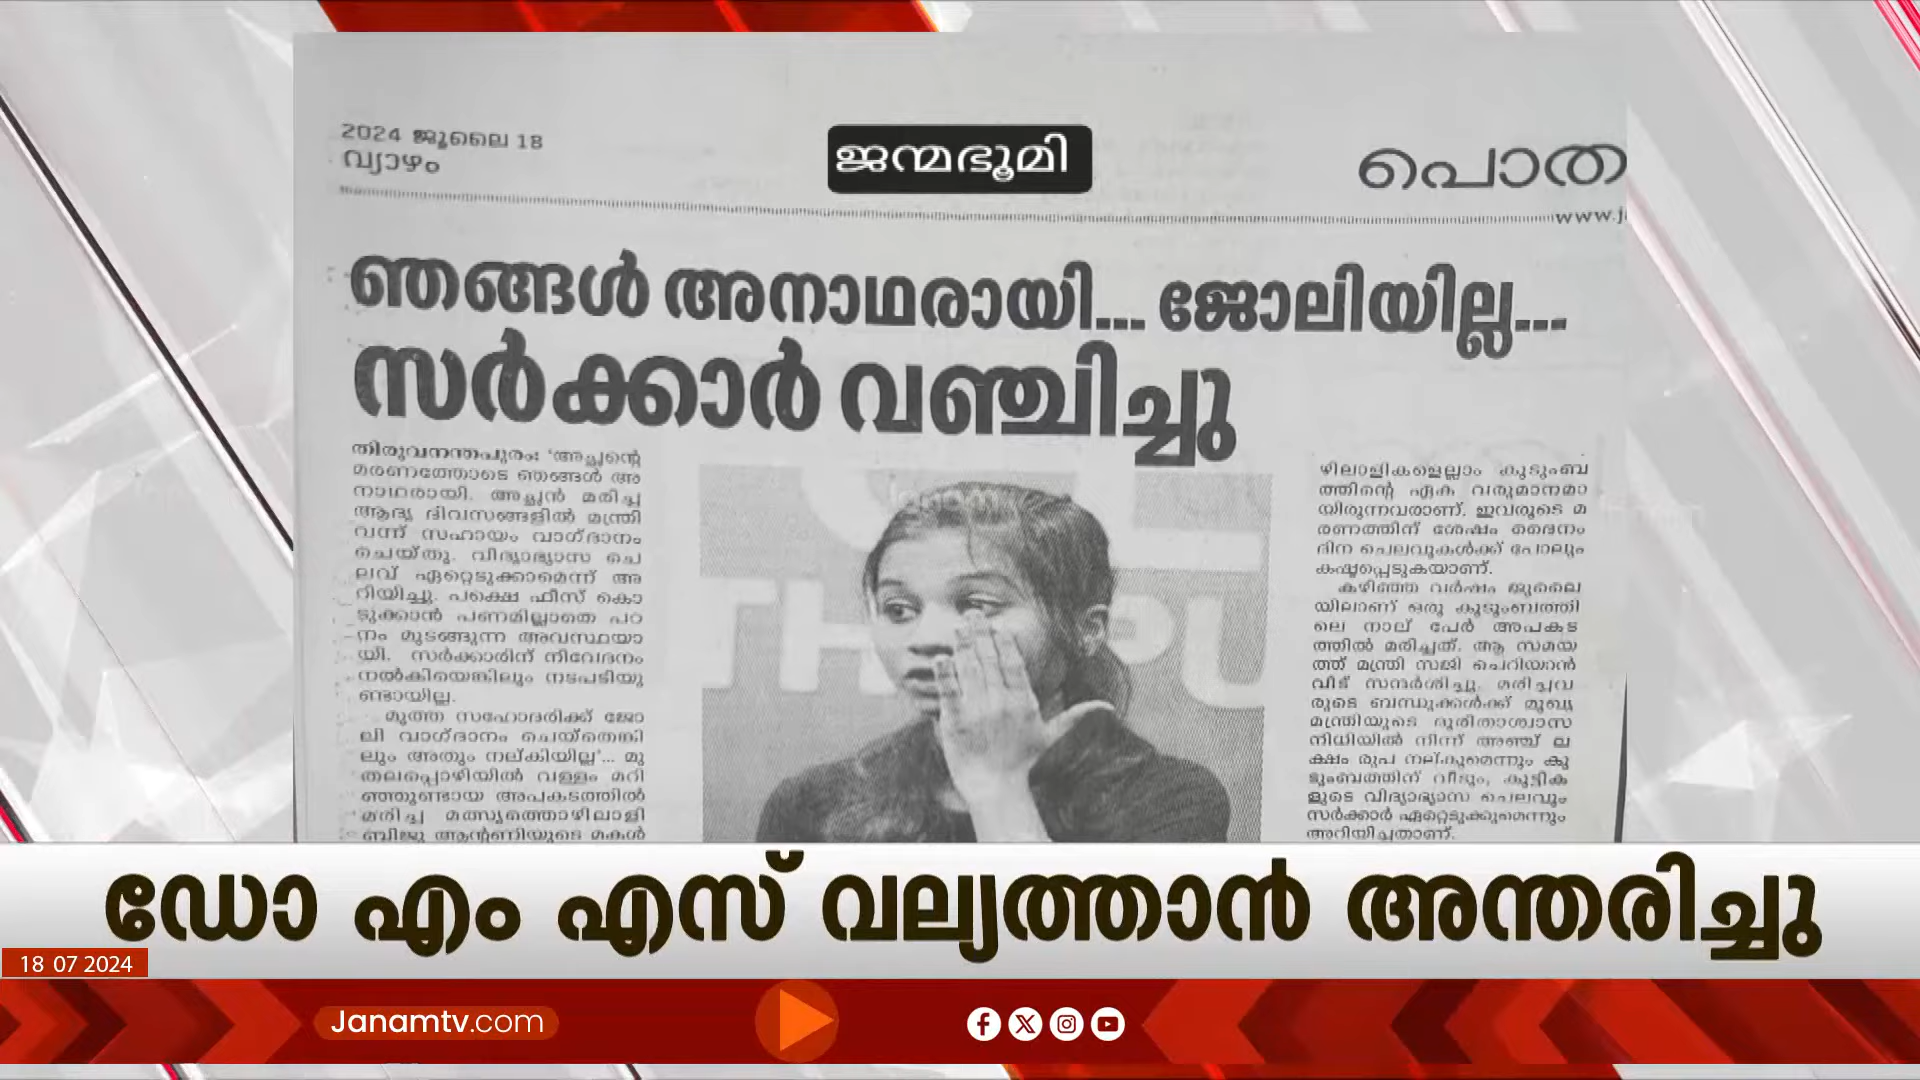 2024 ജൂലൈ 18
വ്യാഴം
ജന്മഭൂമി
പൊത
www.j
ഞങ്ങൾ അനാഥരായി... ജോലിയില്ല...
സർക്കാർ വഞ്ചിച്ചു
തിരുവനന്തപുരം: 'അച്ഛന്റെ
മരണത്തോടെ ഞങ്ങൾ അ
നാഥരായി. അച്ഛൻ മരിച്ച
ആദ്യ ദിവസങ്ങളിൽ മന്ത്രി
വന്ന് സഹായം വാഗ്ദാനം
ചെയ്തു. വിദ്യാഭ്യാസ ചെ
ലവ് ഏറ്റെടുക്കാമെന്ന് അ
റിയിച്ചു. പക്ഷെ ഫീസ് കൊ
ടുക്കാൻ പണമില്ലാതെ പഠ
നം മുടങ്ങുന്ന അവസ്ഥയാ
യി. സർക്കാരിന് നിവേദനം
നൽകിയെങ്കിലും നടപടിയു
ണ്ടായില്ല.
മൂത്ത സഹോദരിക്ക് ജോ
ലി വാഗ്ദാനം ചെയ്തെങ്കി
ലും അതും നല്കിയില്ല'... മു
തലപ്പൊഴിയിൽ വള്ളം മറി
ഞ്ഞുണ്ടായ അപകടത്തിൽ
മരിച്ച മത്സ്യത്തൊഴിലാളി
ബിജു ആന്റണിയുടെ മകൾ
Janam
TH PU
ഴിലാളികളെല്ലാം കുടുംബ
ത്തിന്റെ ഏക വരുമാനമാ
യിരുന്നവരാണ്. ഇവരുടെ മ
രണത്തിന് ശേഷം ദൈനം
ദിന ചെലവുകൾക്ക് പോലും
കഷ്ടപ്പെടുകയാണ്.
കഴിഞ്ഞ വർഷം ജൂലൈ
യിലാണ് ഒരു കുടുംബത്തി
ലെ നാല് പേർ അപകട
ത്തിൽ മരിച്ചത്. ആ സമയ
ത്ത് മന്ത്രി സജി ചെറിയാൻ
വീട് സന്ദർശിച്ചു. മരിച്ചവ
രുടെ ബന്ധുക്കൾക്ക് മുഖ്യ
മന്ത്രിയുടെ ദുരിതാശ്വാസ
നിധിയിൽ നിന്ന് അഞ്ച് ല
ക്ഷം രൂപ നല്കുമെന്നും കു
ടുംബത്തിന് വീടും, കുട്ടിക
ളുടെ വിദ്യാഭ്യാസ ചെലവും
സർക്കാർ ഏറ്റെടുക്കുമെന്നും
അറിയിച്ചതാണ്.
ഡോ എം എസ് വല്യത്താൻ അന്തരിച്ചു
18 07 2024
Janamtv.com